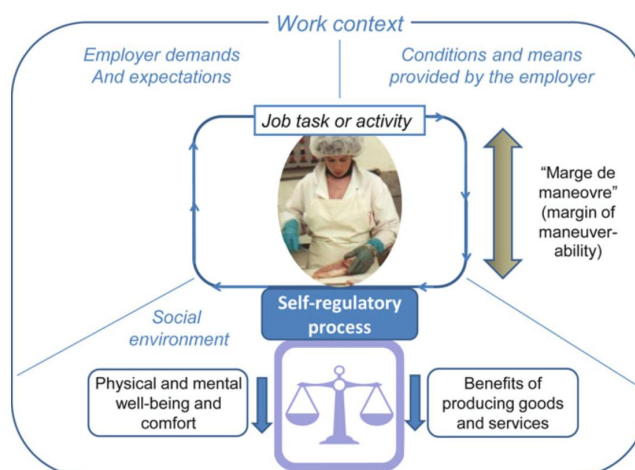 Work context
Employer demands
And expectations
Conditions and means
provided by the employer
Job task or activity
“Marge de
maneovre”
(margin of
maneuver-
ability)
Self-regulatory
process
Social
environment
Physical and mental
well-being and
comfort
Benefits of
producing goods
and services